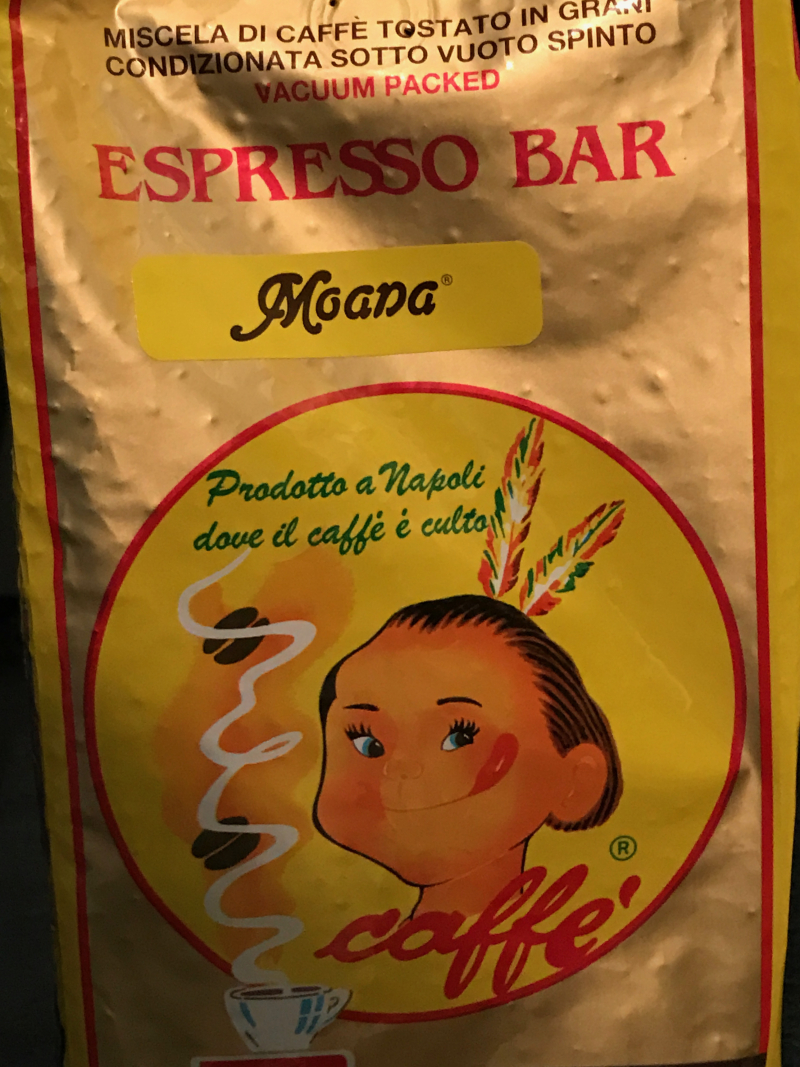 MISCELA DI CAFFÈ TOSTATO IN GRANI
CONDIZIONATA SOTTO VUOTO SPINTO
VACUUM PACKED
ESPRESSO BAR
Moana®
Prodotto a Napoli
dove il caffé é culto
®
caffe'